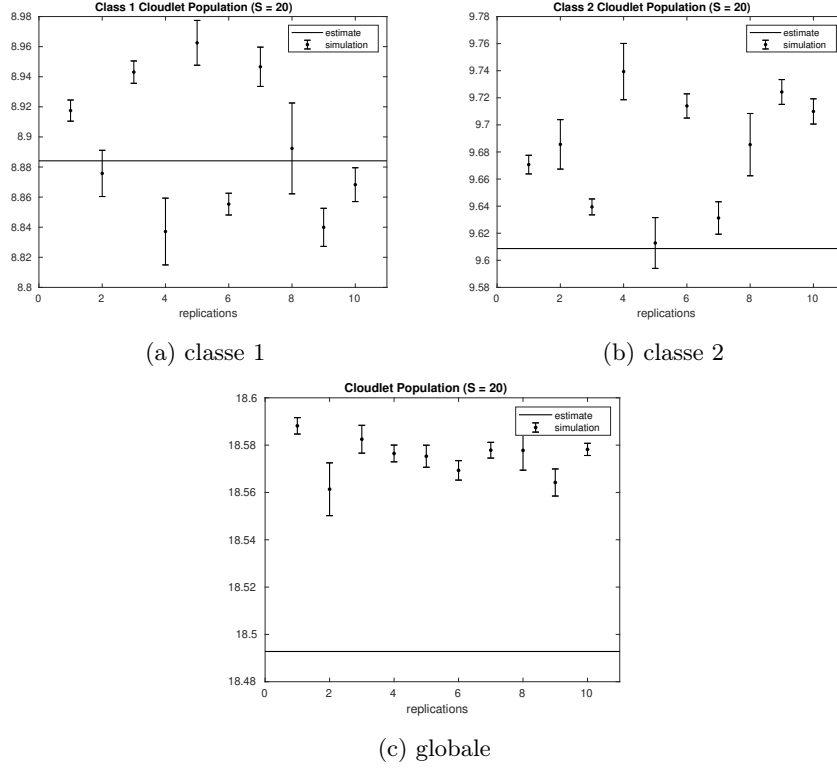 Class 1 Cloudlet Population (S = 20)
8.98
8.96
8.94
8.92
8.9
8.88
8.86
8.84
8.82
8.8
0 2 4 6 8 10
replications
estimate
simulation
(a) classe 1
Class 2 Cloudlet Population (S = 20)
9.78
9.76
9.74
9.72
9.7
9.68
9.66
9.64
9.62
9.6
9.58
0 2 4 6 8 10
replications
estimate
simulation
(b) classe 2
Cloudlet Population (S = 20)
18.6
18.58
18.56
18.54
18.52
18.5
18.48
0 2 4 6 8 10
replications
estimate
simulation
(c) globale